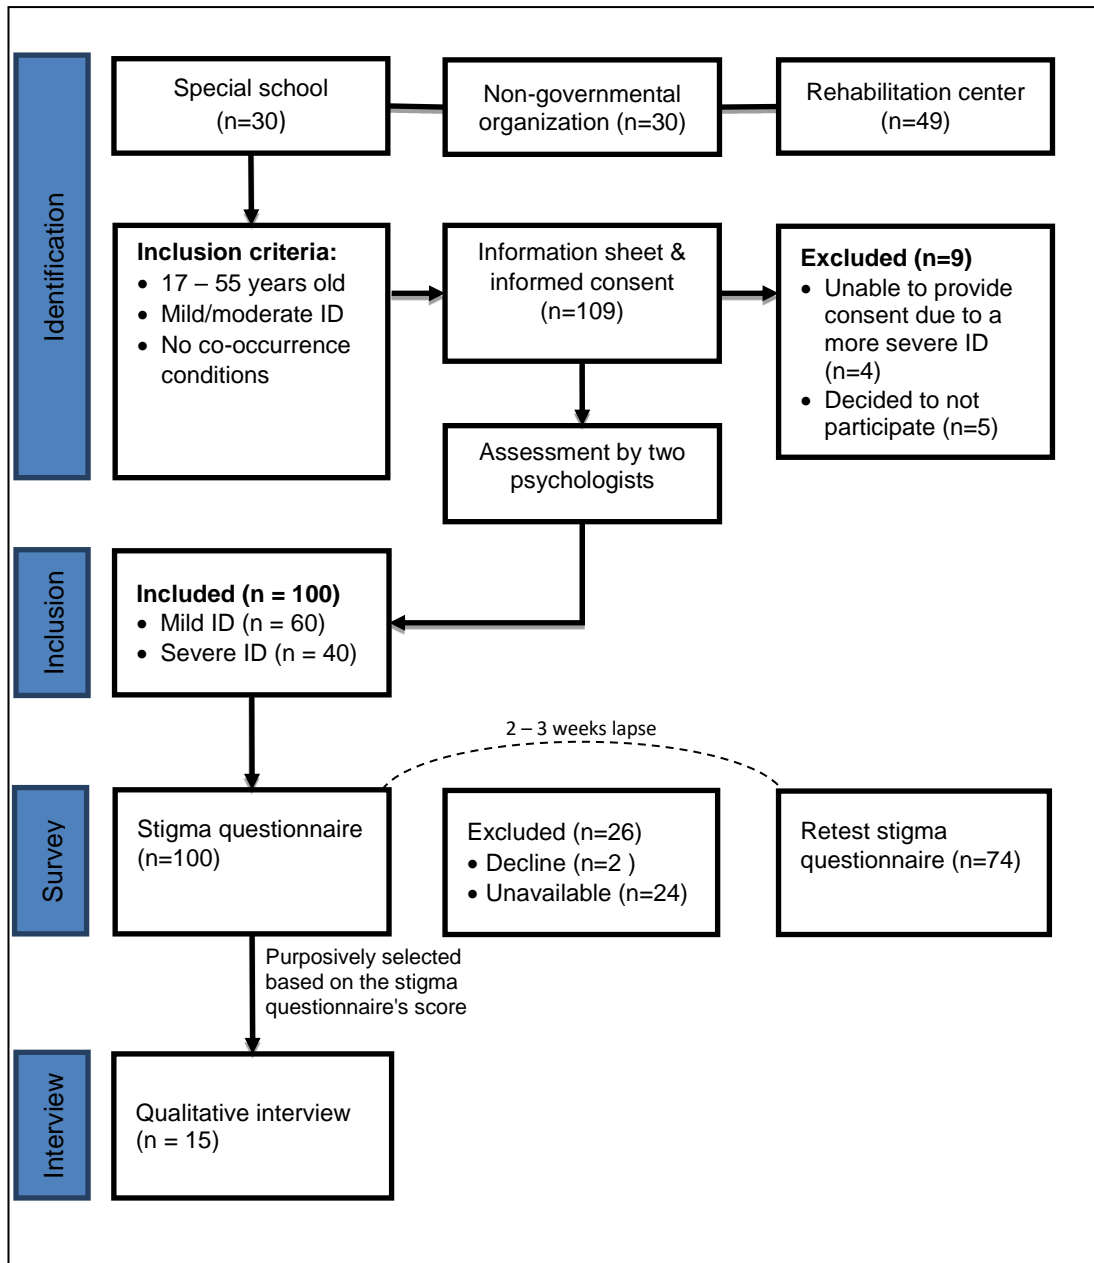 Identification
Special school
(n=30)
Non-governmental
organization (n=30)
Rehabilitation center
(n=49)
Inclusion criteria:
• 17 – 55 years old
• Mild/moderate ID
• No co-occurrence
conditions
Information sheet &
informed consent
(n=109)
Excluded (n=9)
• Unable to provide
consent due to a
more severe ID
(n=4)
• Decided to not
participate (n=5)
Assessment by two
psychologists
Inclusion
Included (n = 100)
• Mild ID (n = 60)
• Severe ID (n = 40)
2 – 3 weeks lapse
Survey
Stigma questionnaire
(n=100)
Excluded (n=26)
• Decline (n=2 )
• Unavailable (n=24)
Retest stigma
questionnaire (n=74)
Purposively selected
based on the stigma
questionnaire's score
Interview
Qualitative interview
(n = 15)